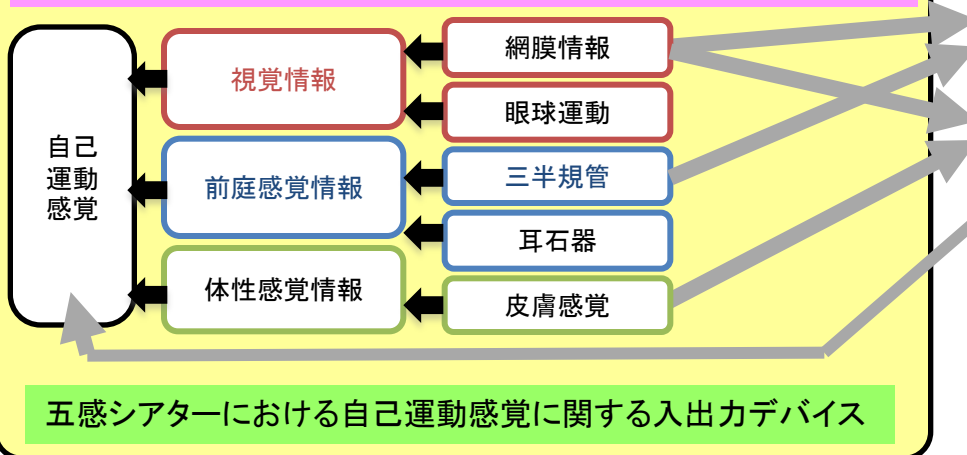 網膜情報
視覚情報
眼球運動
自己
運動
感覚
三半規管
前庭感覚情報
耳石器
体性感覚情報
皮膚感覚
五感シアターにおける自己運動感覚に関する入出力デバイス